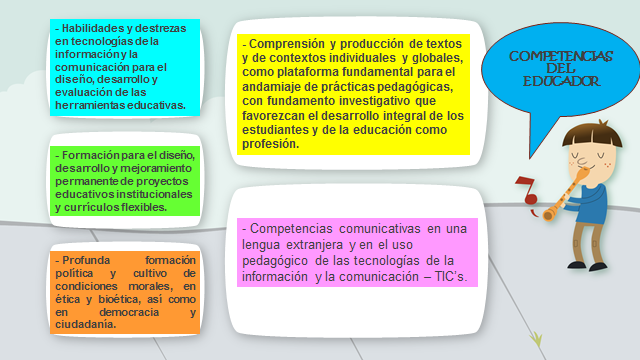 - Habilidades y destrezas
en tecnologías de la
información y la
comunicación para el
diseño, desarrollo y
evaluación de las
herramientas educativas.
- Formación para el diseño,
desarrollo y mejoramiento
permanente de proyectos
educativos institucionales
y currículos flexibles.
- Profunda formación
política y cultivo de
condiciones morales, en
ética y bioética, así como
en democracia y
ciudadanía.
- Comprensión y producción de textos
y de contextos individuales y globales,
como plataforma fundamental para el
andamiaje de prácticas pedagógicas,
con fundamento investigativo que
favorezcan el desarrollo integral de los
estudiantes y de la educación como
profesión.
- Competencias comunicativas en una
lengua extranjera y en el uso
pedagógico de las tecnologías de la
información y la comunicación – TIC's.
COMPETENCIAS
DEL
EDUCADOR